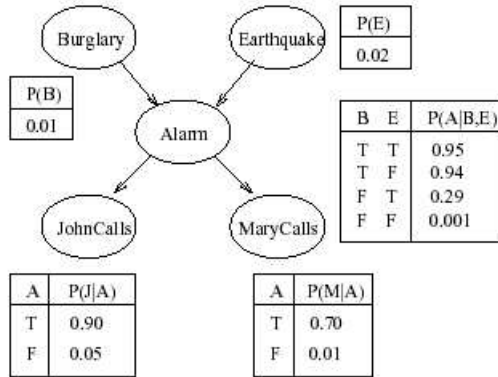 Burglary
Earthquake
P(E)
0.02
P(B)
0.01
Alarm
B E P(A|B,E)
T T 0.95
T F 0.94
F T 0.29
F F 0.001
JohnCalls
MaryCalls
A P(J|A)
T 0.90
F 0.05
A P(M|A)
T 0.70
F 0.01